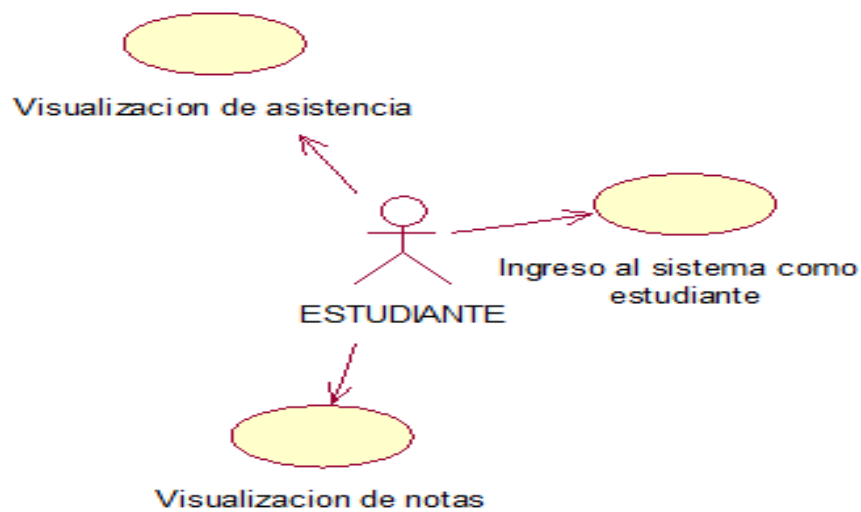 Visualizacion de asistencia
Ingreso al sistema como
estudiante
ESTUDIANTE
Visualizacion de notas